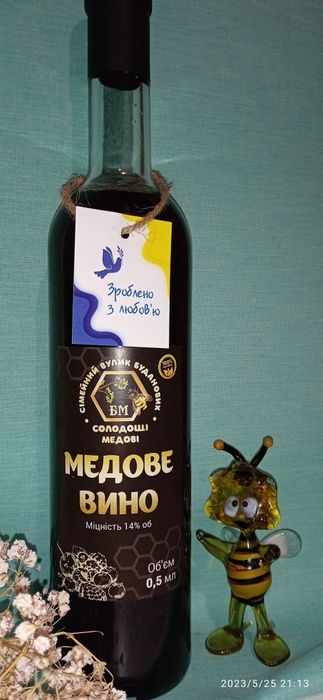 Зроблено
з любов'ю
СІМЕЙНИЙ ВУЛИК БУДАНОВИХ
БМ
СОЛОДОЩІ
МЕДОВІ
МЕДОВЕ
ВИНО
Міцність 14% об
Об'єм
0,5 мл
2023/5/25 21:13